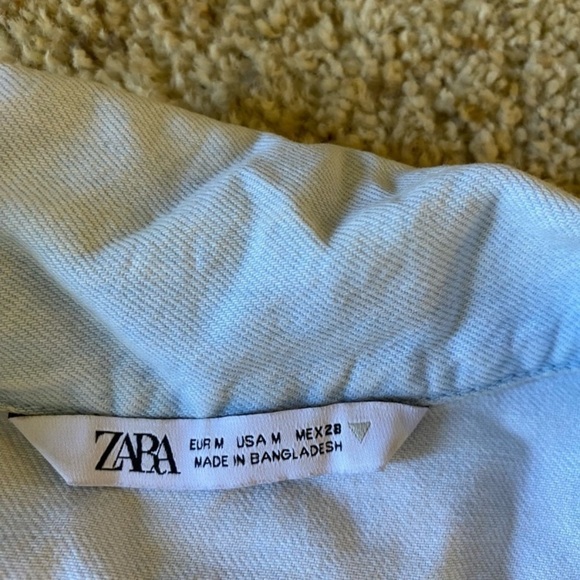 ZARA
EUR M USA M MEX 28
MADE IN BANGLADESH